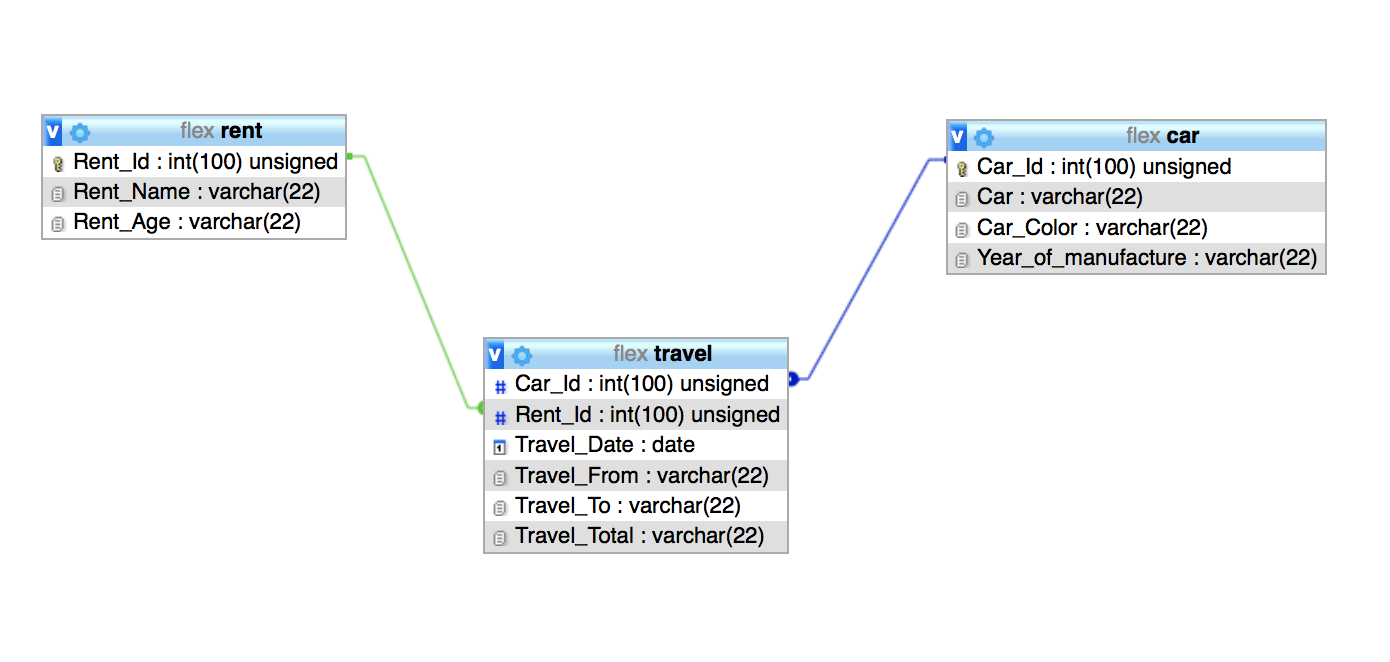 v flex rent
Rent_Id : int(100) unsigned
Rent_Name : varchar(22)
Rent_Age : varchar(22)
v flex car
Car_Id : int(100) unsigned
Car : varchar(22)
Car_Color : varchar(22)
Year_of_manufacture : varchar(22)
v flex travel
# Car_Id : int(100) unsigned
# Rent_Id : int(100) unsigned
1 Travel_Date : date
Travel_From : varchar(22)
Travel_To : varchar(22)
Travel_Total : varchar(22)